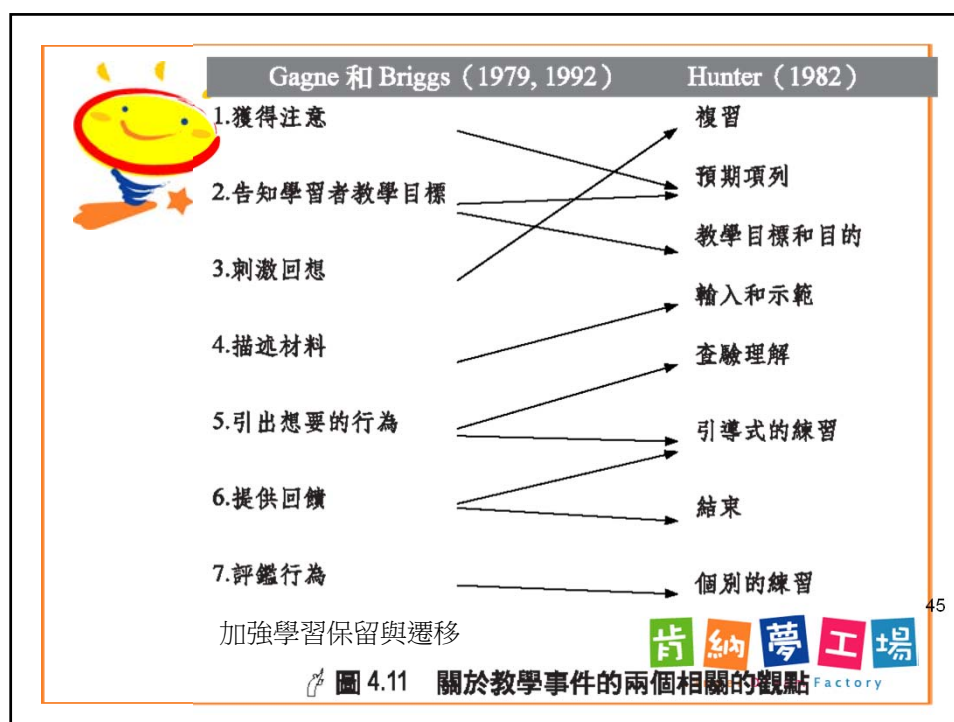 Gagne 和 Briggs（1979, 1992）
Hunter（1982）
1.獲得注意
2.告知學習者教學目標
3.刺激回想
4.描述材料
5.引出想要的行為
6.提供回饋
7.評鑑行為
加強學習保留與遷移
複習
預期項列
教學目標和目的
輸入和示範
查驗理解
引導式的練習
結束
個別的練習
45
肯納夢工場
Factory
圖 4.11 關於教學事件的兩個相關的觀點